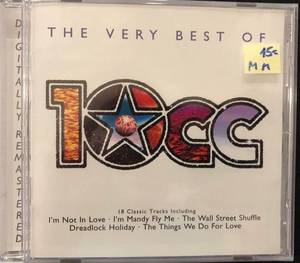 THE VERY BEST OF
15c
MM
10CC
18 Classic Tracks Including
I'm Not In Love · I'm Mandy Fly Me · The Wall Street Shuffle
Dreadlock Holiday · The Things We Do For Love
DIGITALLY REMASTERED